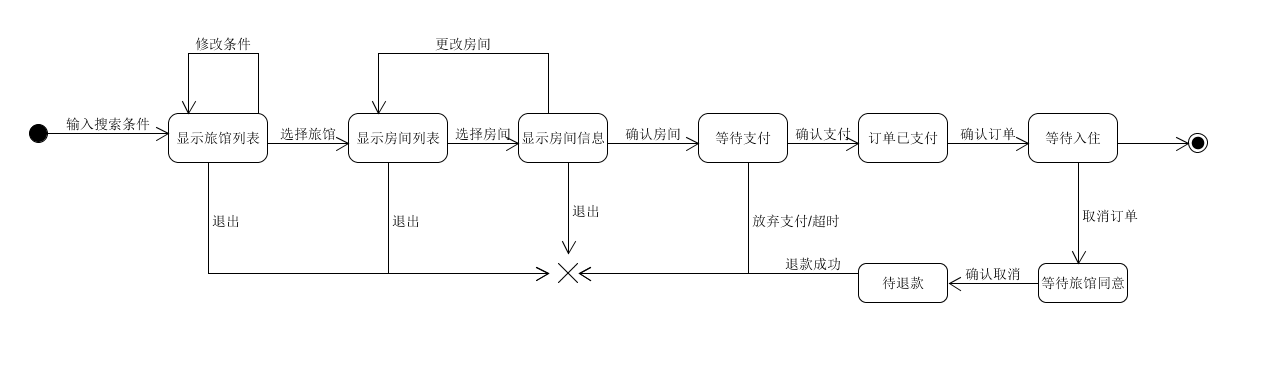 修改条件
更改房间
输入搜索条件
显示旅馆列表
选择旅馆
显示房间列表
选择房间
显示房间信息
确认房间
等待支付
确认支付
订单已支付
确认订单
等待入住
退出
退出
退出
放弃支付/超时
取消订单
退款成功
待退款
确认取消
等待旅馆同意